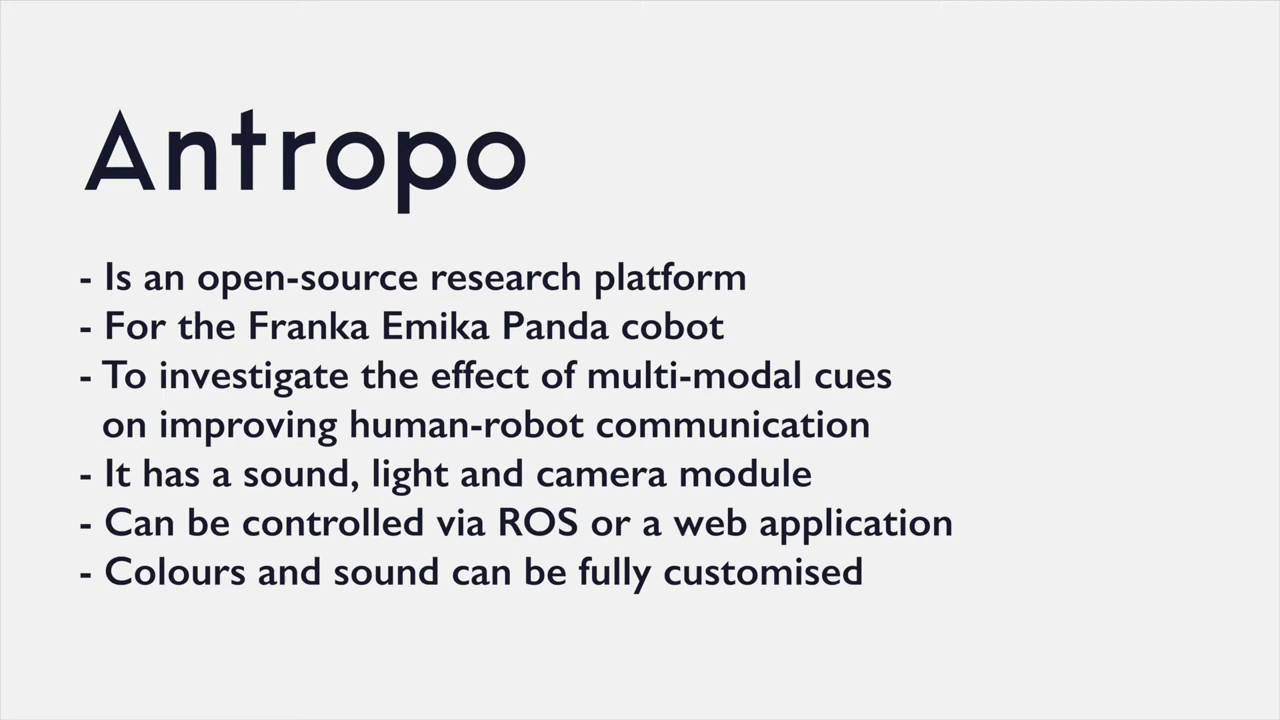 Antropo
- Is an open-source research platform
- For the Franka Emika Panda cobot
- To investigate the effect of multi-modal cues
on improving human-robot communication
- It has a sound, light and camera module
- Can be controlled via ROS or a web application
- Colours and sound can be fully customised